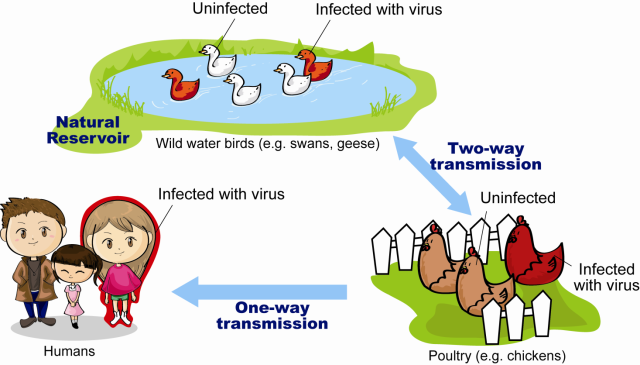 Uninfected
Infected with virus
Natural
Reservoir
Wild water birds (e.g. swans, geese)
Two-way
transmission
Infected with virus
Uninfected
Infected
with virus
One-way
transmission
Humans
Poultry (e.g. chickens)